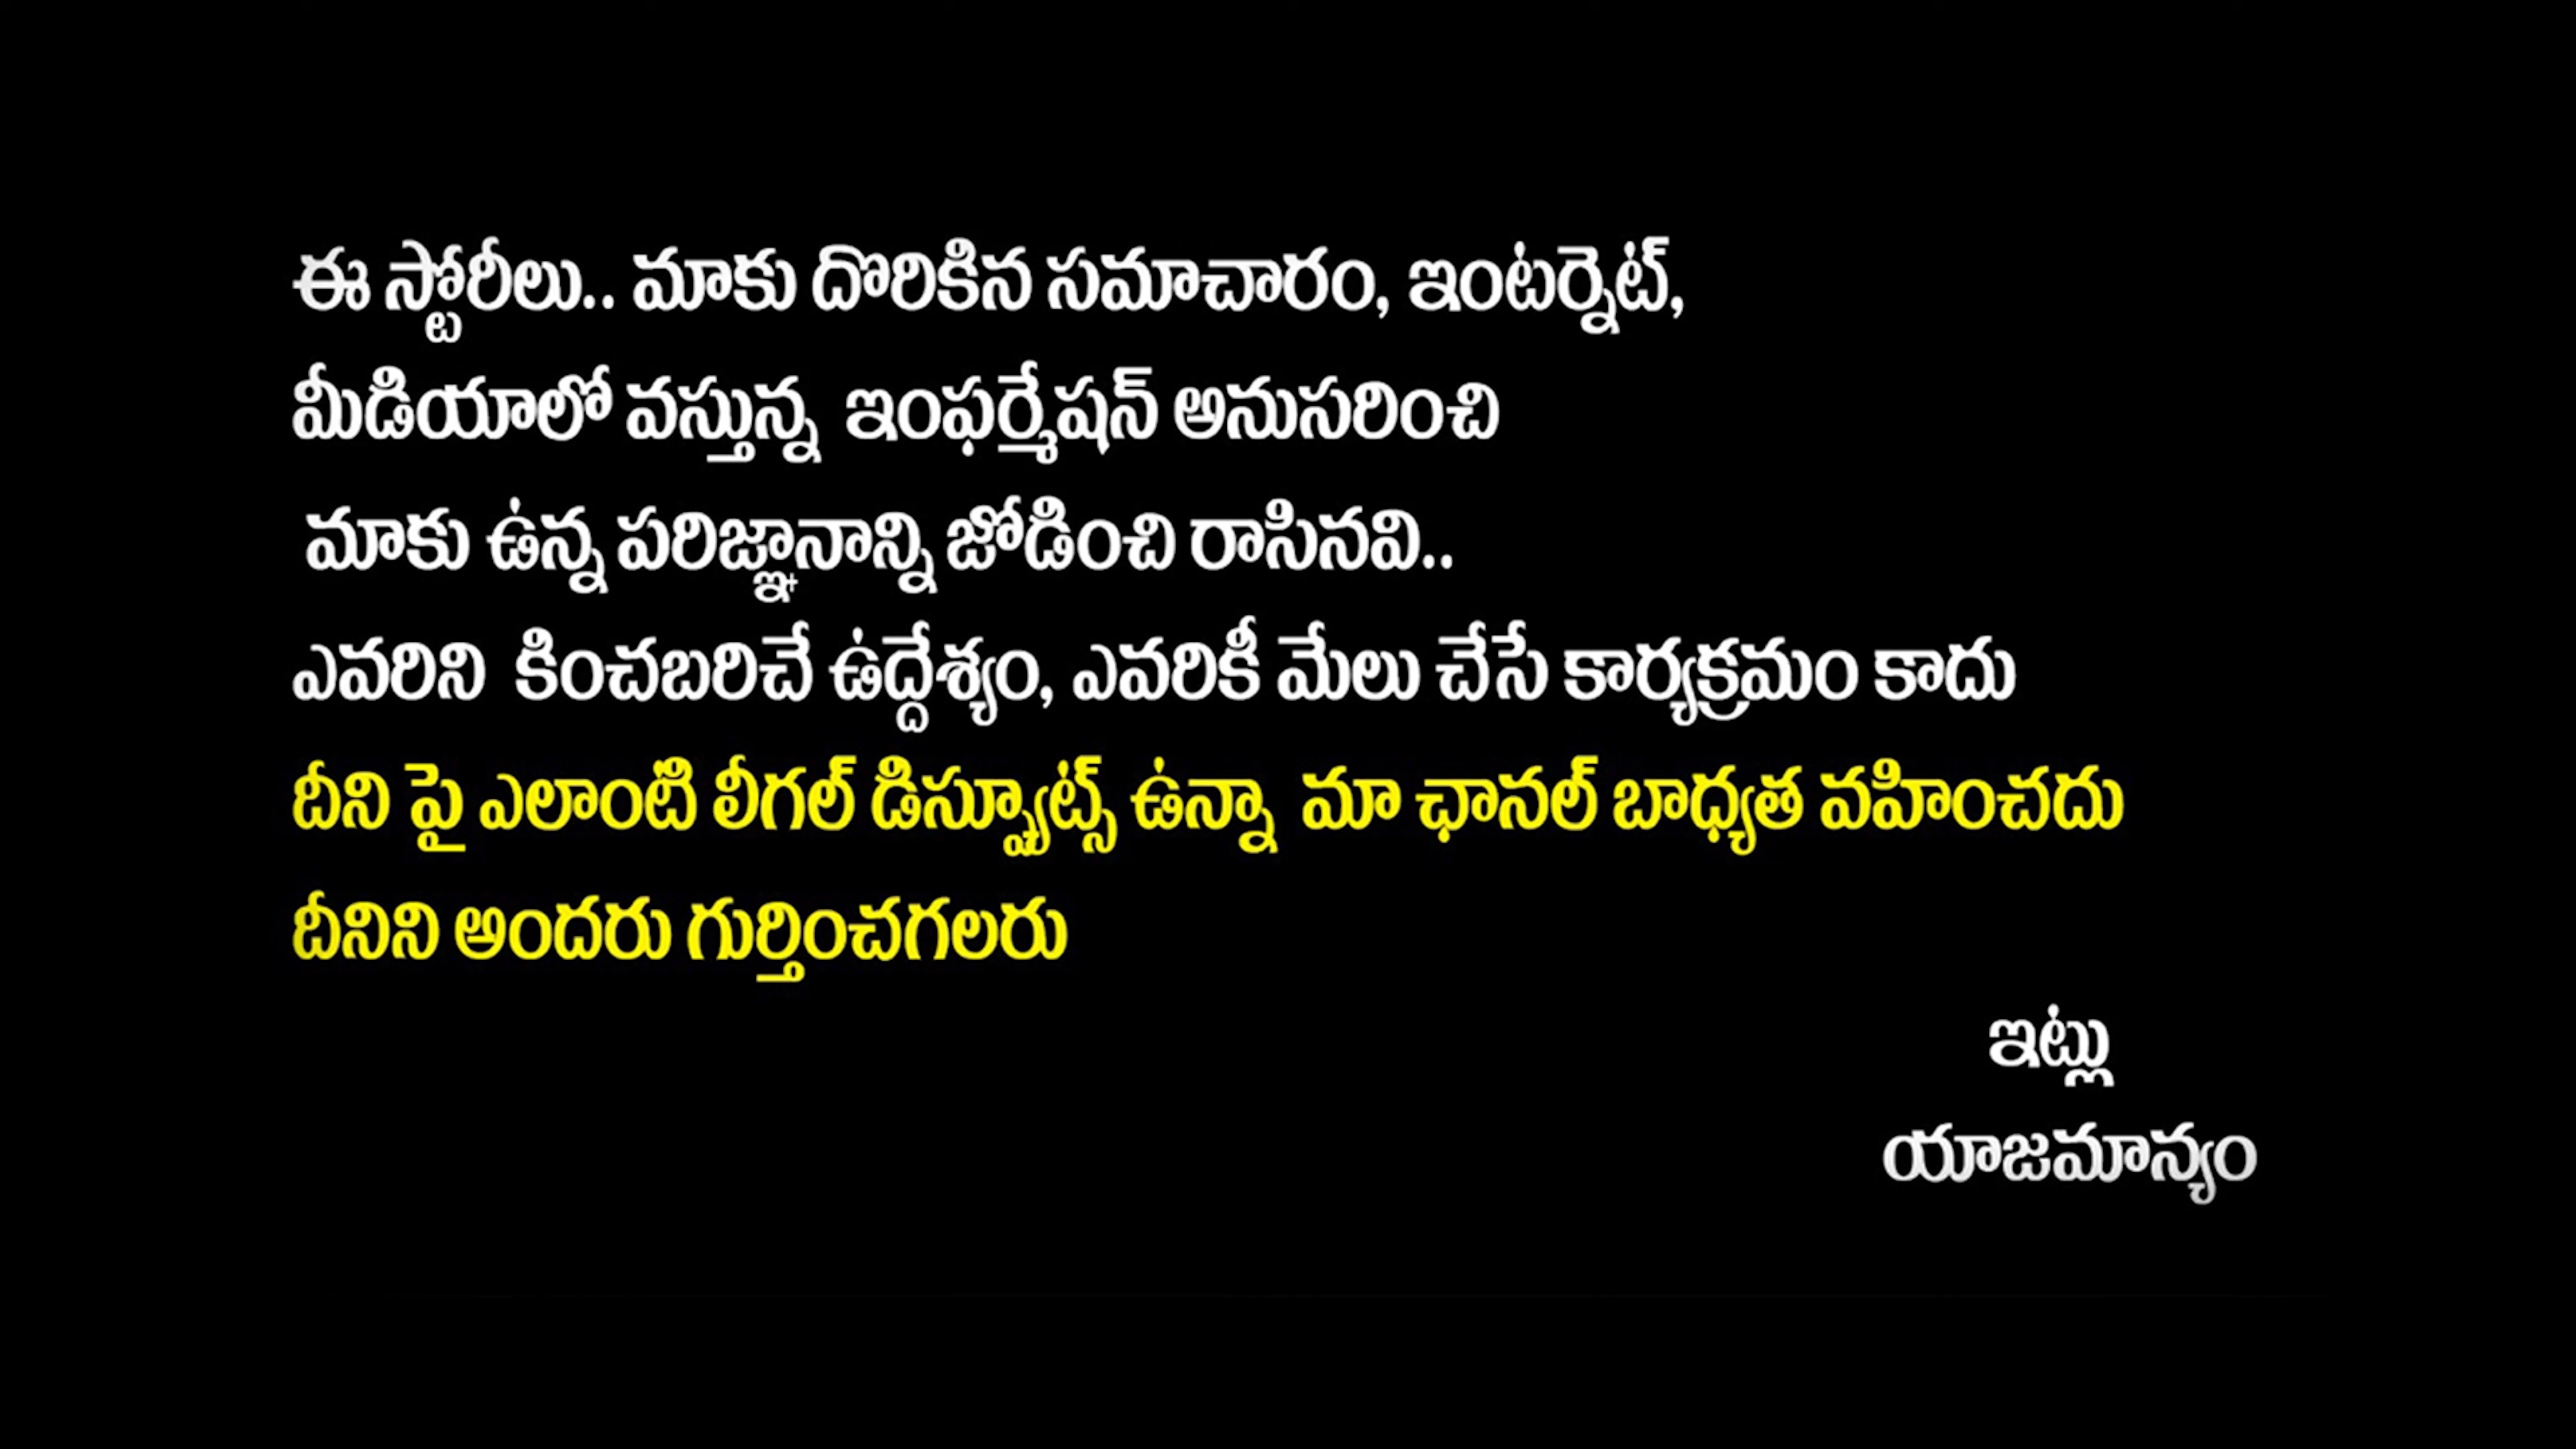 ఈ స్టోరీలు.. మాకు దొరికిన సమాచారం, ఇంటర్నెట్,
మీడియాలో వస్తున్న ఇంఫర్మేషన్ అనుసరించి
మాకు ఉన్న పరిజ్ఞానాన్ని జోడించి రాసినవి..
ఎవరిని కించబరిచే ఉద్దేశ్యం, ఎవరికీ మేలు చేసే కార్యక్రమం కాదు
దీని పై ఎలాంటి లీగల్ డిస్ప్యూట్స్ ఉన్నా మా ఛానల్ బాధ్యత వహించదు
దీనిని అందరు గుర్తించగలరు
ఇట్లు
యాజమాన్యం